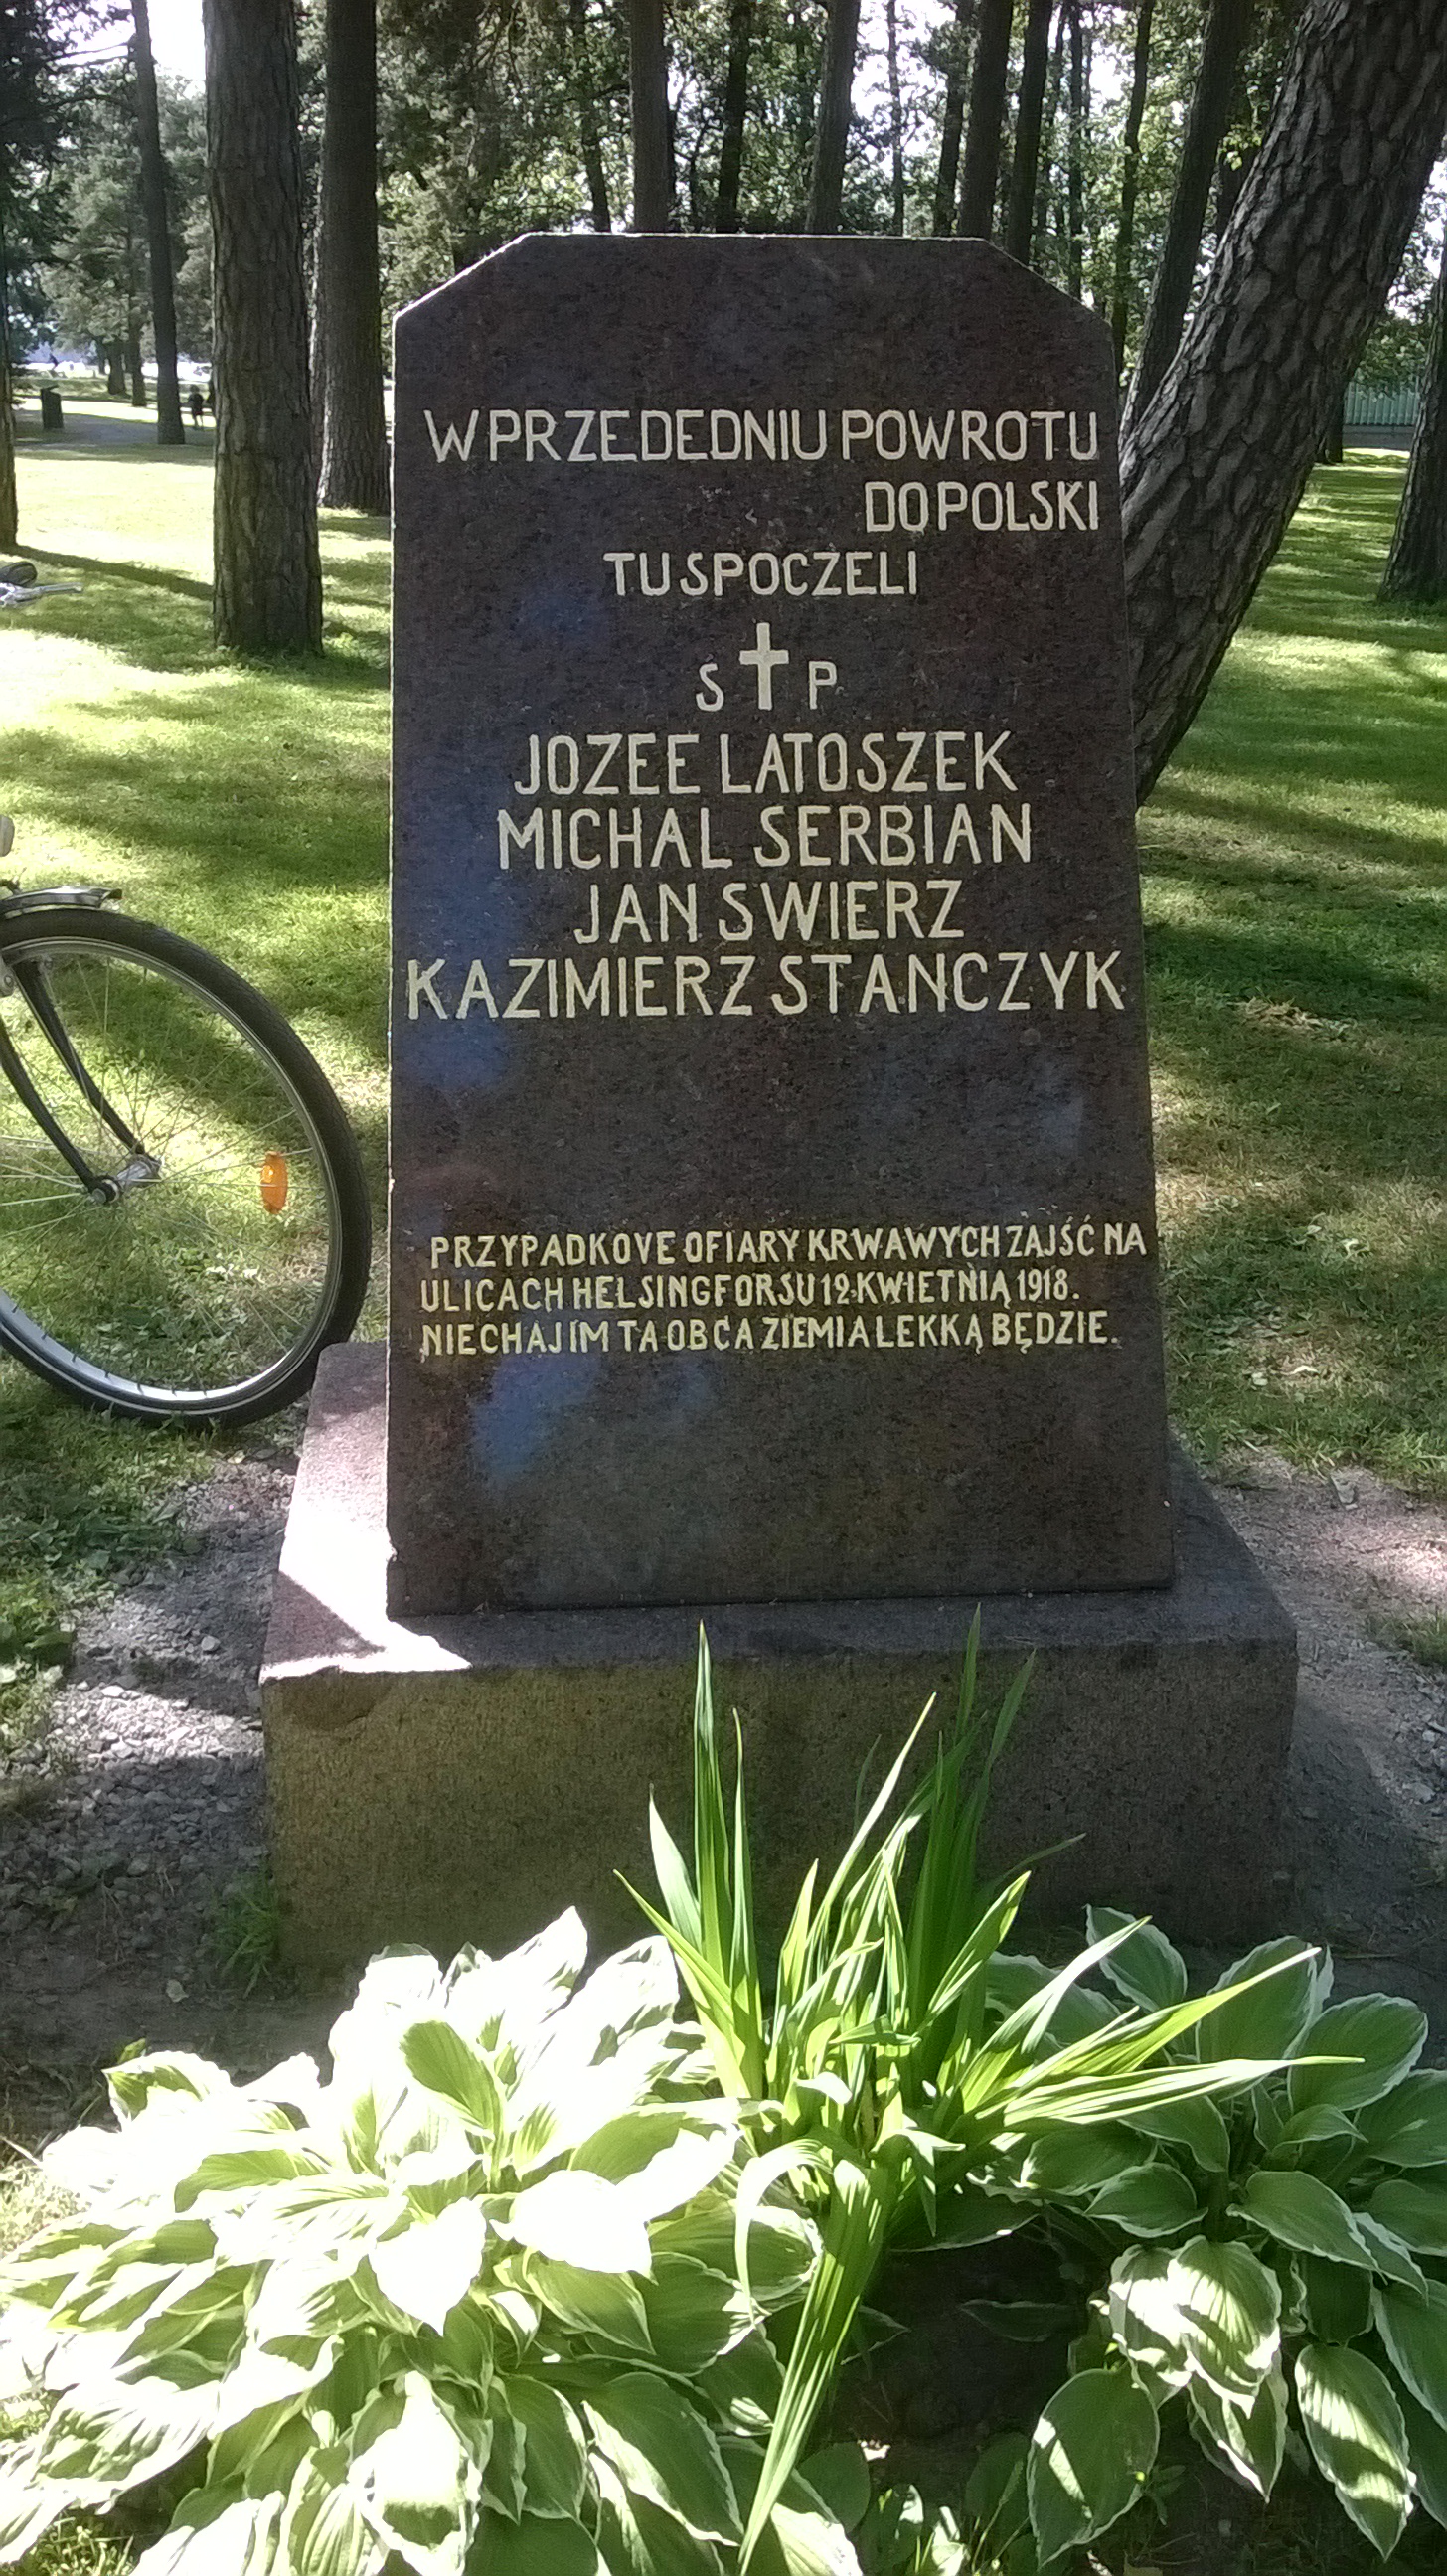 W PRZEDEDNIU POWROTU
DO POLSKI
TU SPOCZELI
S✝P
JOZEE LATOSZEK
MICHAL SERBIAN
JAN SWIERZ
KAZIMIERZ STANCZYK
PRZYPADKOVE OFIARY KRWAWYCH ZAJŚĆ NA
ULICACH HELSINGFORSU 12 KWIETNIĄ 1918.
NIECHAJ IM TA OBCA ZIEMIA LEKKĄ BĘDZIE.